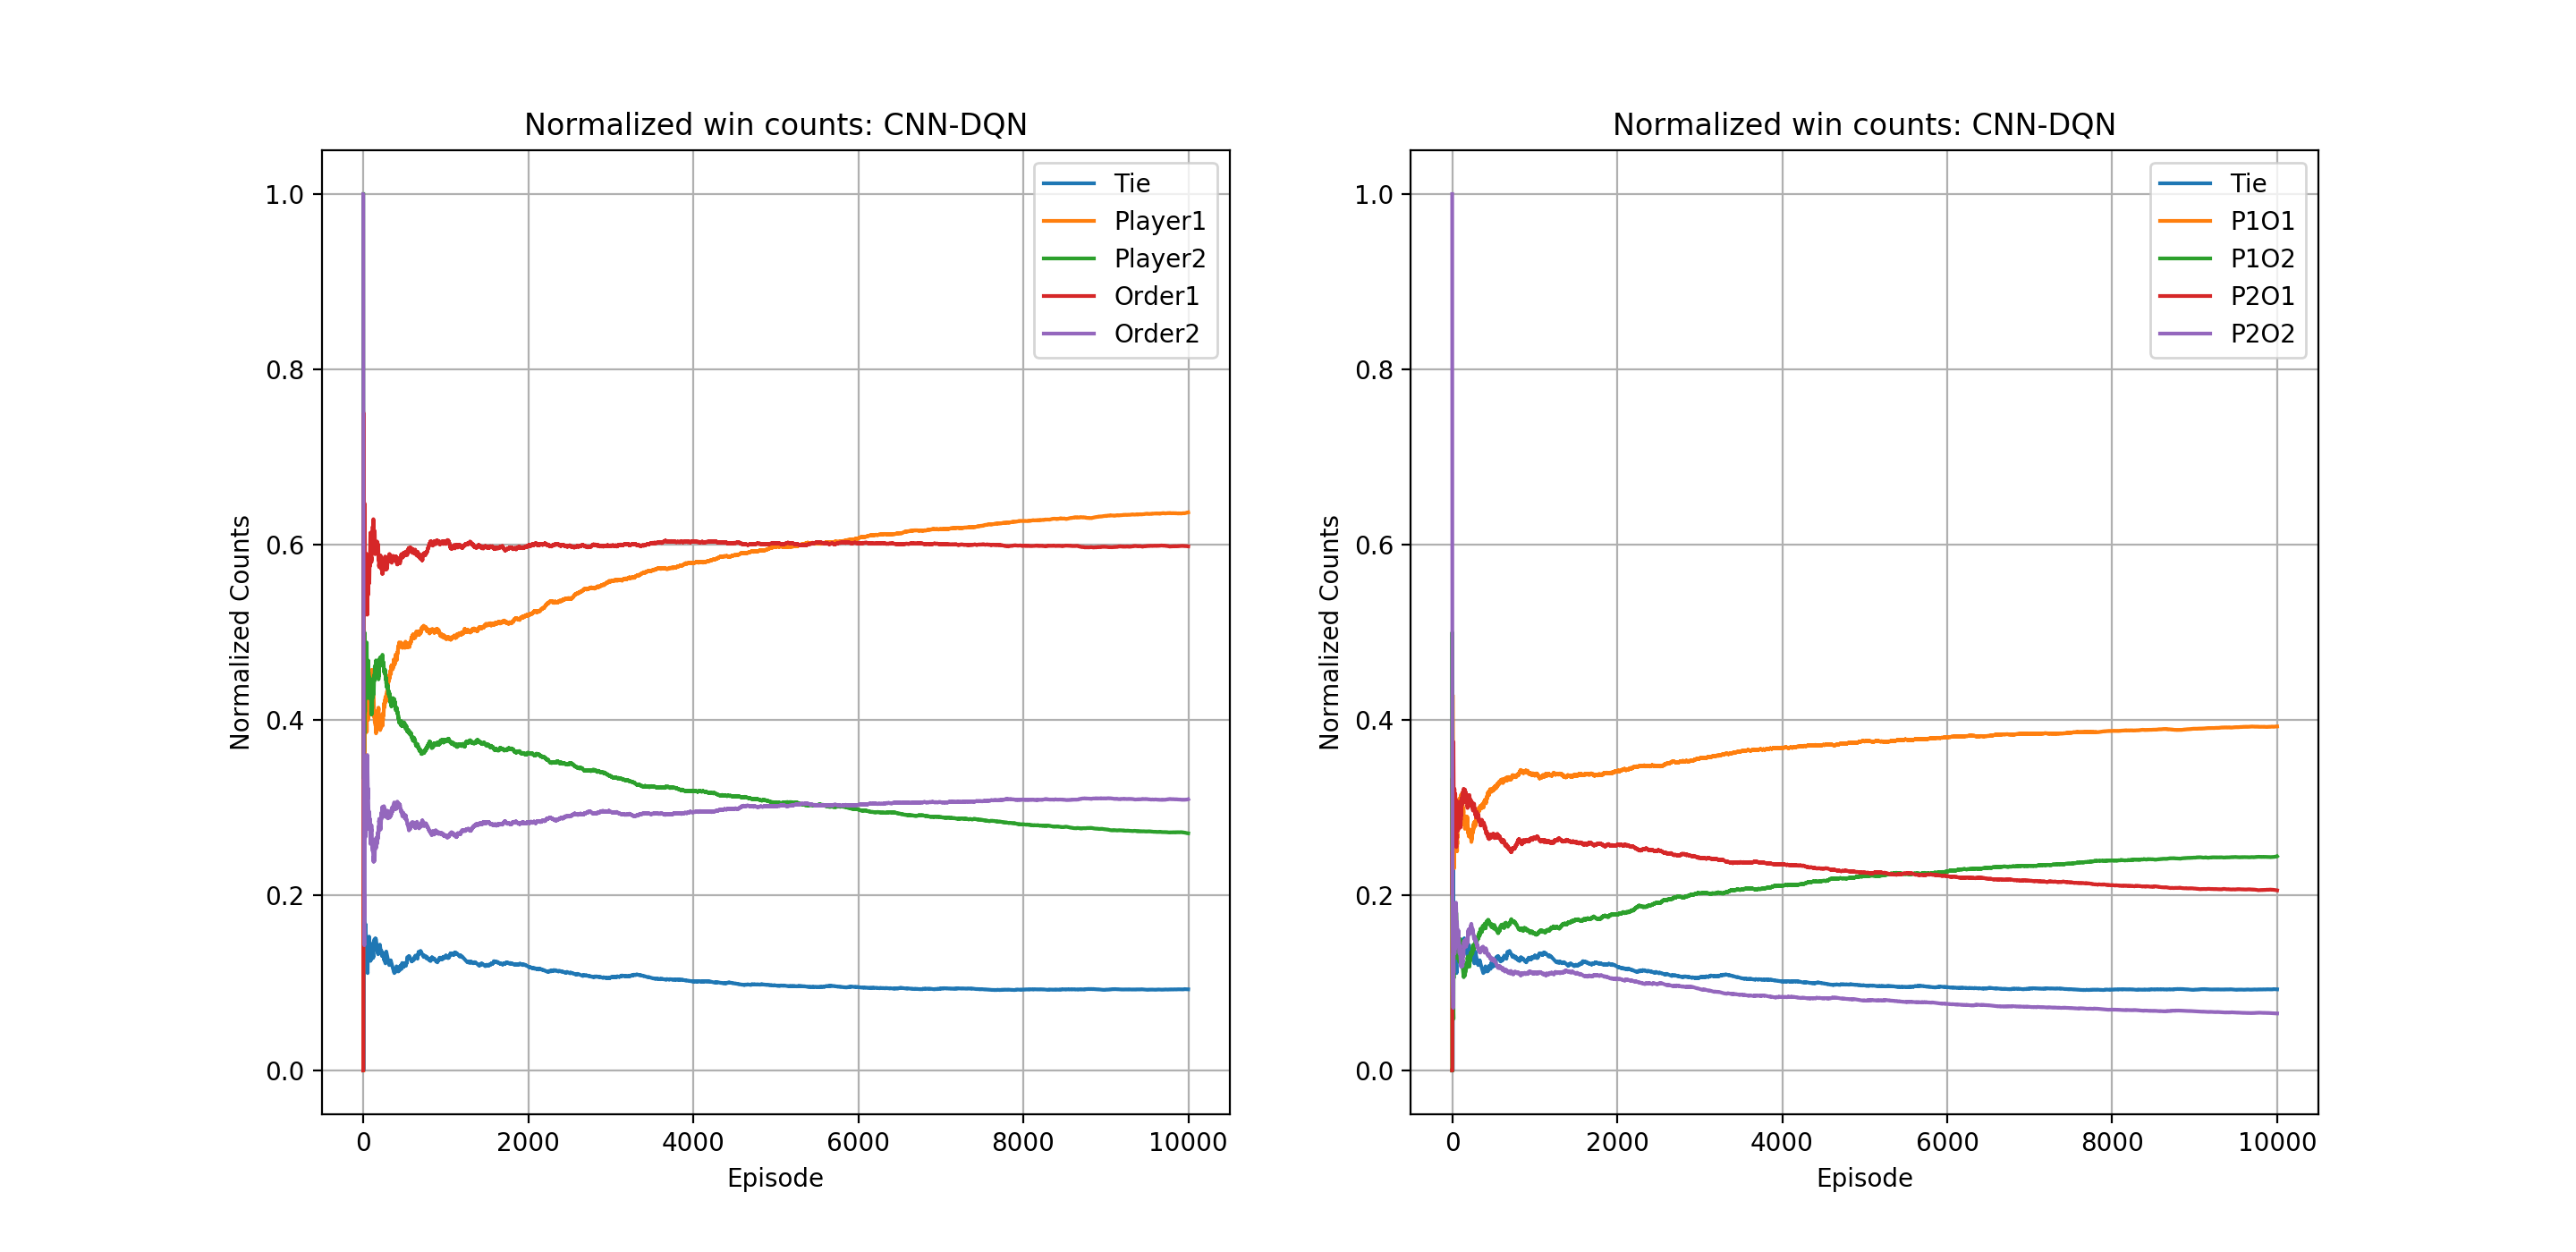 Normalized win counts: CNN-DQN
Normalized Counts
1.0
0.8
0.6
0.4
0.2
0.0
0 2000 4000 6000 8000 10000
Episode
Tie
Player1
Player2
Order1
Order2
Normalized win counts: CNN-DQN
Normalized Counts
1.0
0.8
0.6
0.4
0.2
0.0
0 2000 4000 6000 8000 10000
Episode
Tie
P1O1
P1O2
P2O1
P2O2